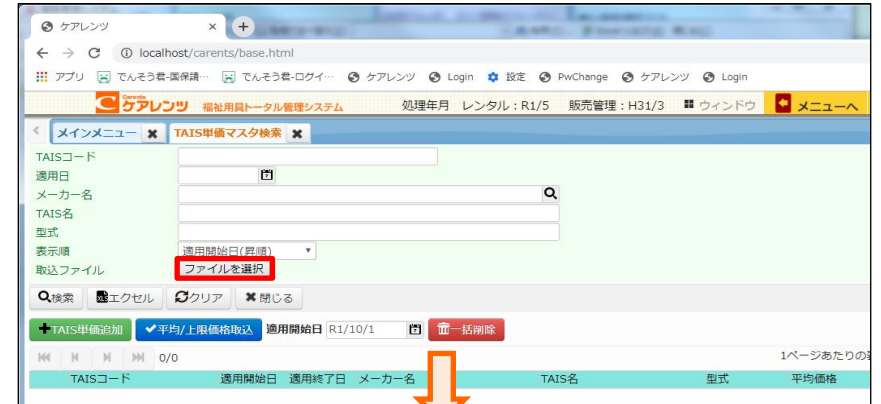 ケアレンツ
localhost/carents/base.html
アプリ でんそう君-国保請… でんそう君-ログイ… ケアレンツ Login 設定 PwChange ケアレンツ Login
Carents ケアレンツ 福祉用具トータル管理システム 処理年月 レンタル：R1/5 販売管理：H31/3 ウィンドウ メニューへ
メインメニュー TAIS単価マスタ検索
TAISコード
適用日
メーカー名
TAIS名
型式
表示順 適用開始日(昇順)
取込ファイル ファイルを選択
検索 エクセル クリア 閉じる
TAIS単価追加 平均/上限価格取込 適用開始日 R1/10/1 一括削除
0/0 1ページあたりの
TAISコード 適用開始日 適用終了日 メーカー名 TAIS名 型式 平均価格